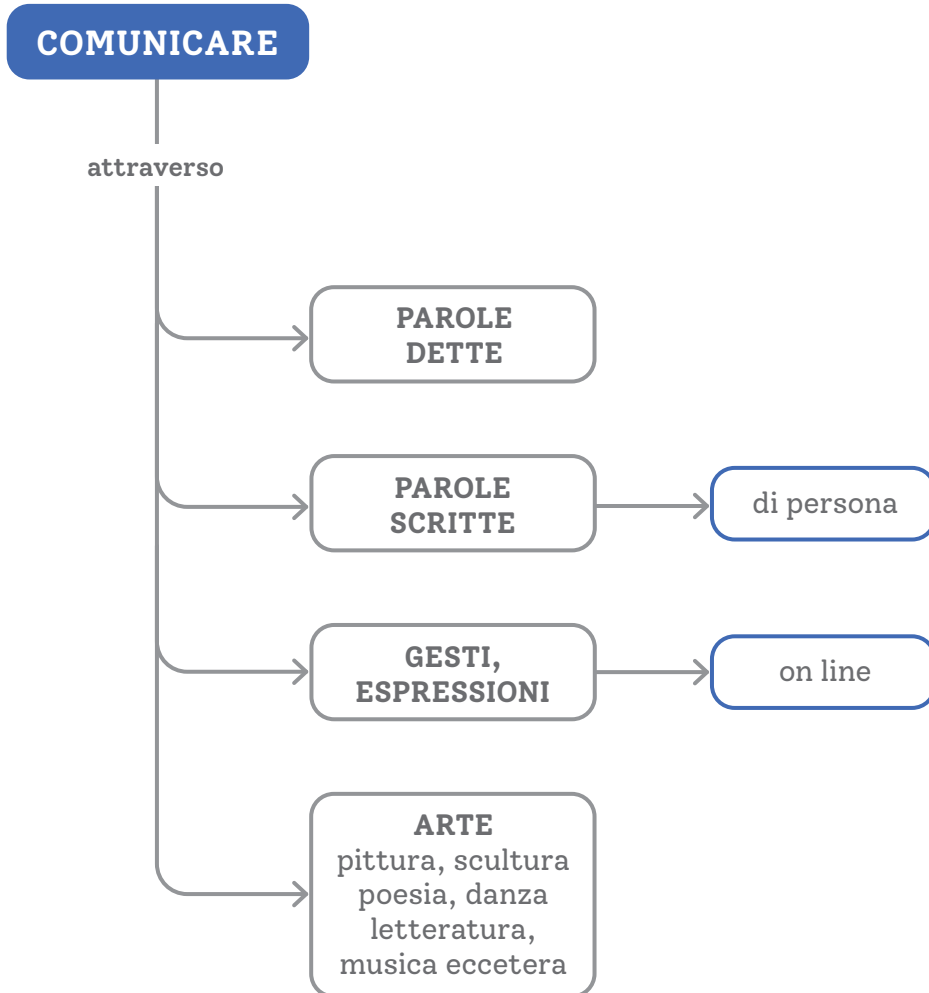 COMUNICARE
attraverso
PAROLE
DETTE
PAROLE
SCRITTE
di persona
GESTI,
ESPRESSIONI
on line
ARTE
pittura, scultura
poesia, danza
letteratura,
musica eccetera